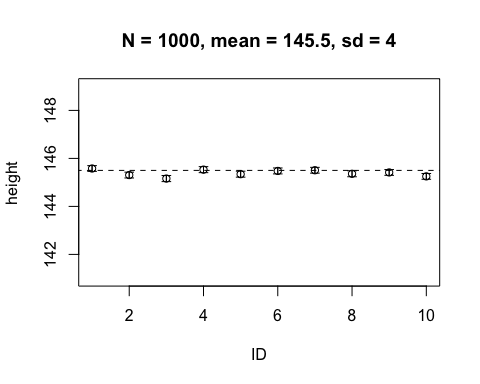 N = 1000, mean = 145.5, sd = 4
height
148
146
144
142
2 4 6 8 10
ID